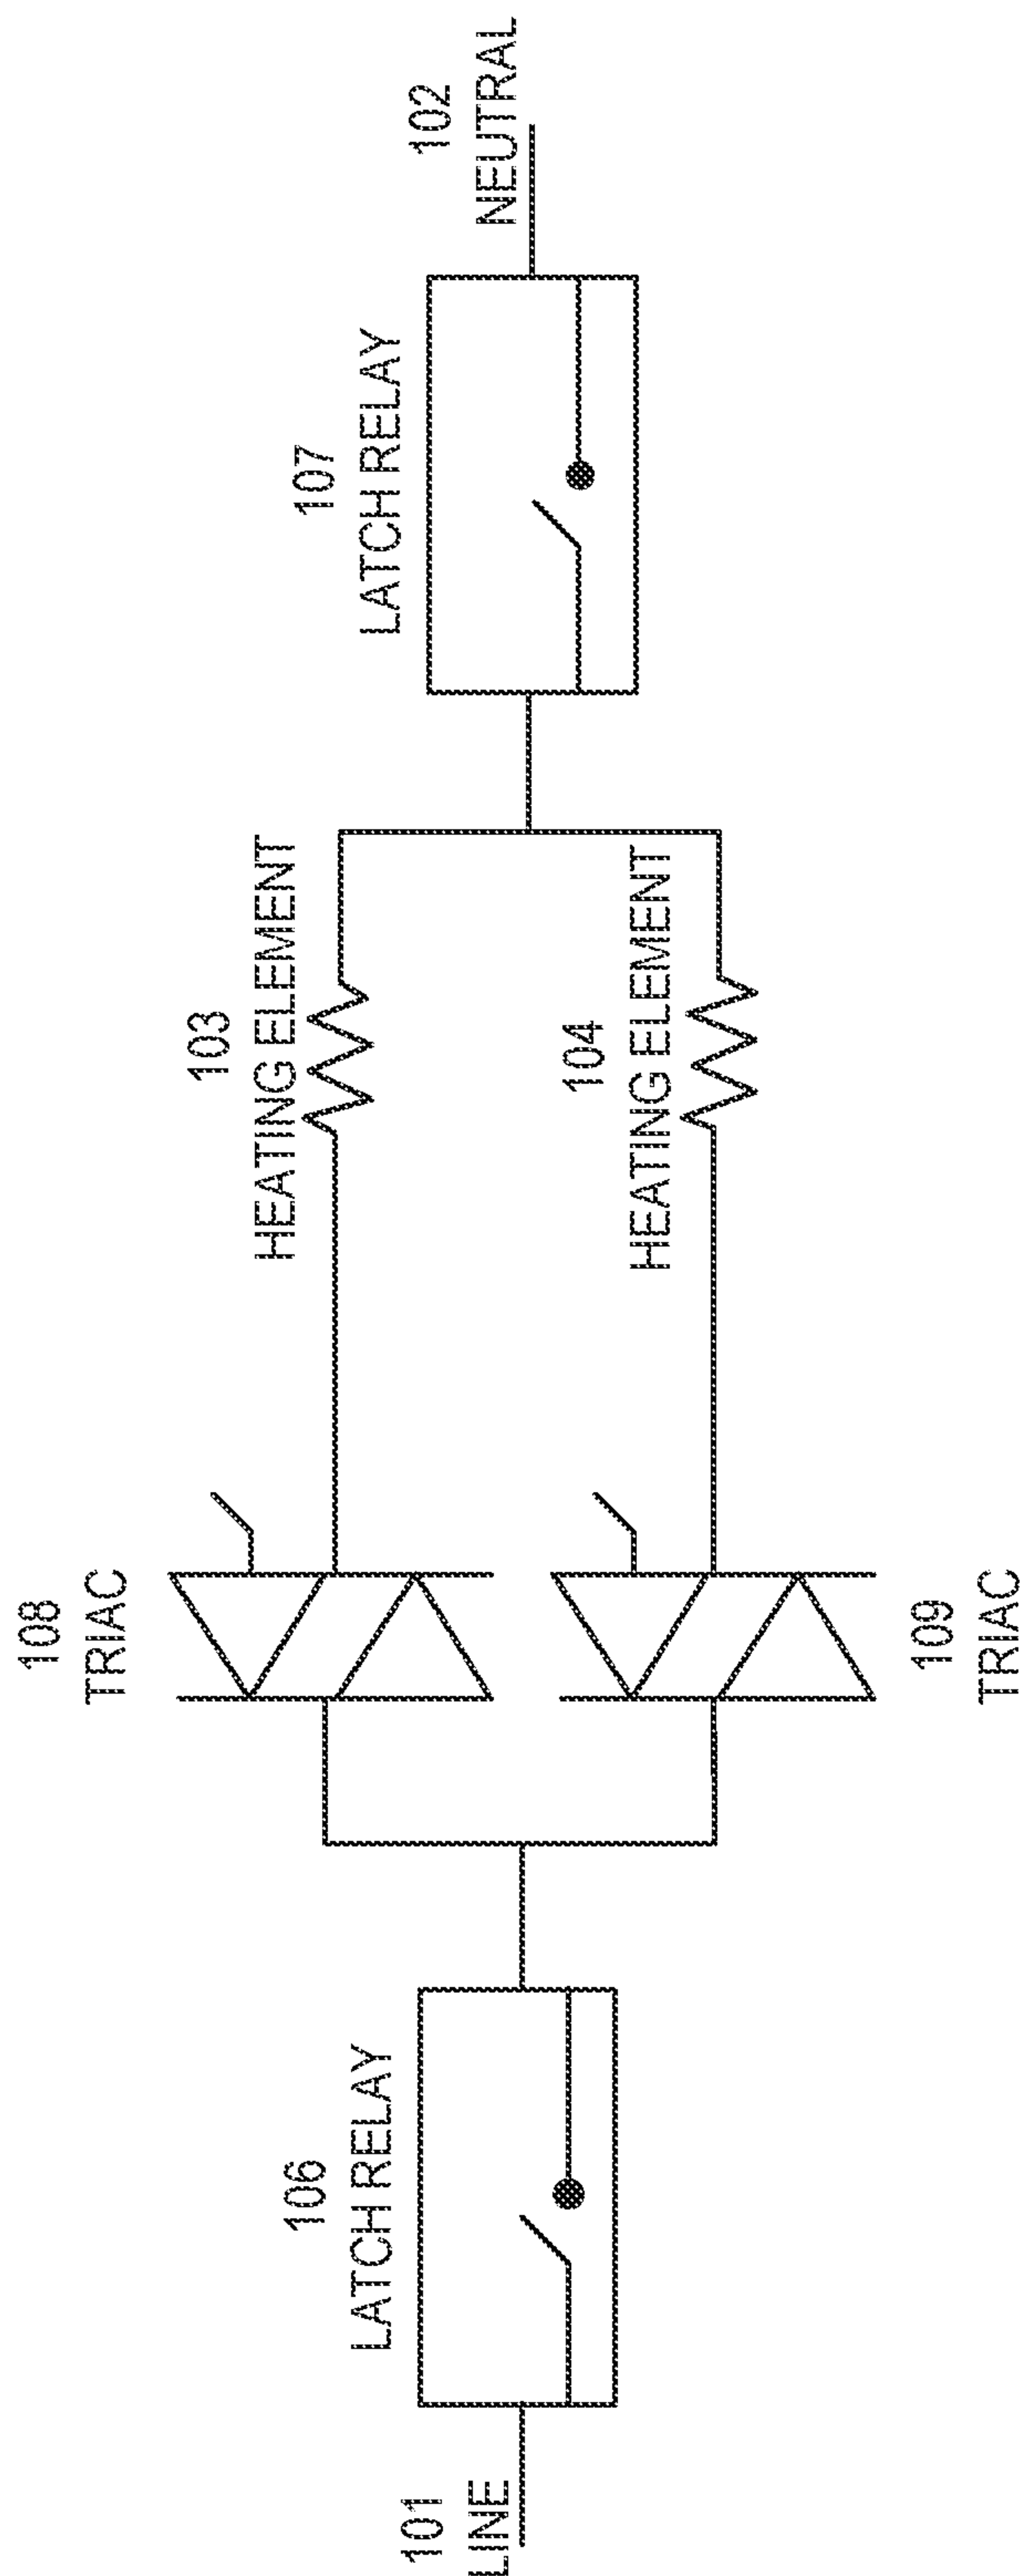 101
LINE
106
LATCH RELAY
108
TRIAC
109
TRIAC
103
HEATING ELEMENT
104
HEATING ELEMENT
107
LATCH RELAY
102
NEUTRAL